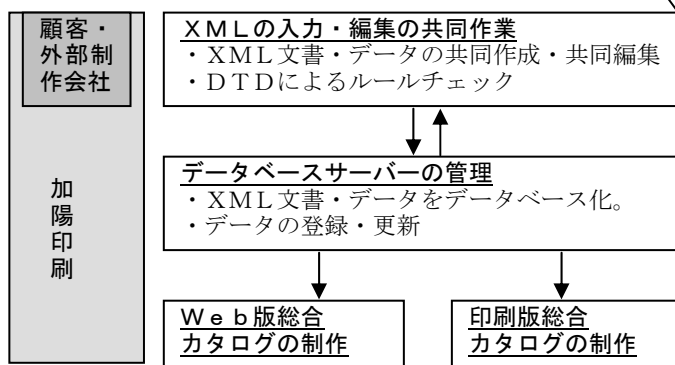 顧客・
外部制
作会社
加
陽
印
刷
ＸＭＬの入力・編集の共同作業
・ＸＭＬ文書・データの共同作成・共同編集
・ＤＴＤによるルールチェック
データベースサーバーの管理
・ＸＭＬ文書・データをデータベース化。
・データの登録・更新
Ｗｅｂ版総合
カタログの制作
印刷版総合
カタログの制作